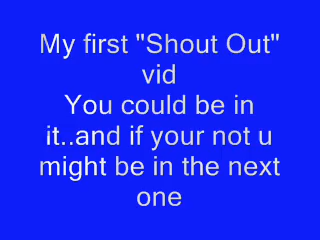 My first "Shout Out"
vid
You could be in
it..and if your not u
might be in the next
one